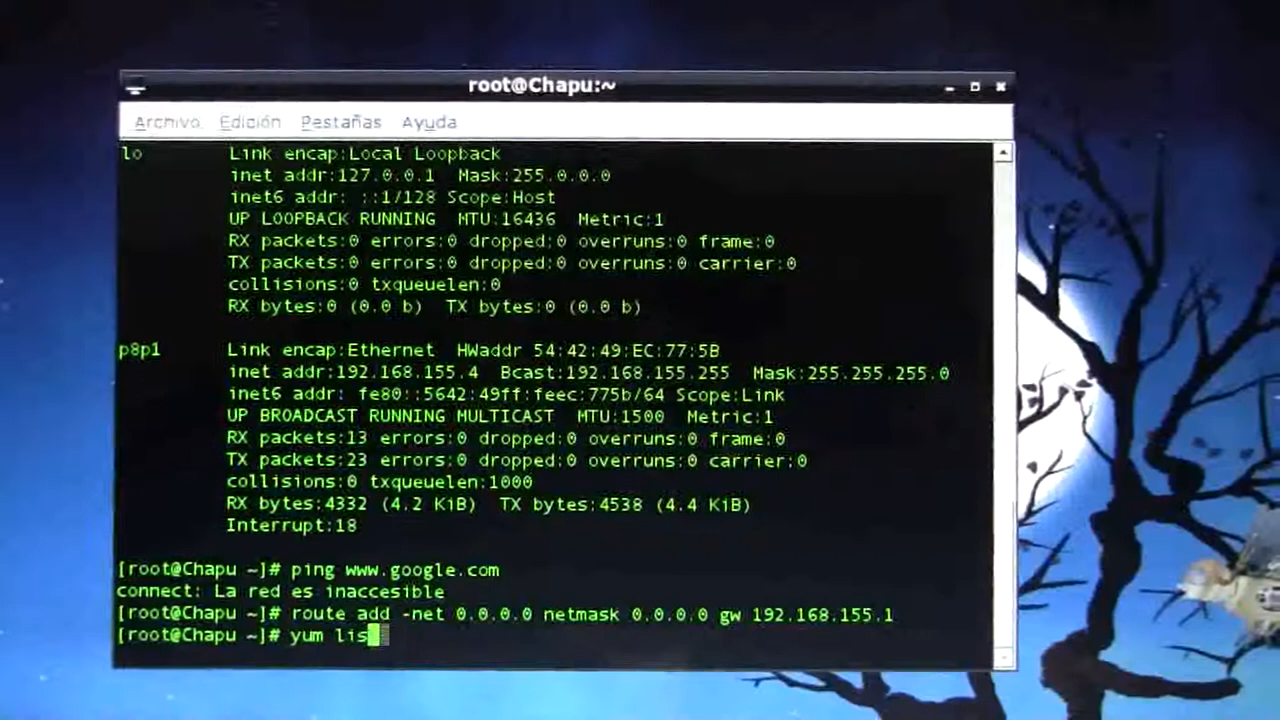 root@Chapu:~
Archivo Edición Pestañas Ayuda
lo Link encap:Local Loopback
inet addr:127.0.0.1 Mask:255.0.0.0
inet6 addr: ::1/128 Scope:Host
UP LOOPBACK RUNNING MTU:16436 Metric:1
RX packets:0 errors:0 dropped:0 overruns:0 frame:0
TX packets:0 errors:0 dropped:0 overruns:0 carrier:0
collisions:0 txqueuelen:0
RX bytes:0 (0.0 b) TX bytes:0 (0.0 b)
p8p1 Link encap:Ethernet HWaddr 54:42:49:EC:77:5B
inet addr:192.168.155.4 Bcast:192.168.155.255 Mask:255.255.255.0
inet6 addr: fe80::5642:49ff:feec:775b/64 Scope:Link
UP BROADCAST RUNNING MULTICAST MTU:1500 Metric:1
RX packets:13 errors:0 dropped:0 overruns:0 frame:0
TX packets:23 errors:0 dropped:0 overruns:0 carrier:0
collisions:0 txqueuelen:1000
RX bytes:4332 (4.2 KiB) TX bytes:4538 (4.4 KiB)
Interrupt:18
[root@Chapu ~]# ping www.google.com
connect: La red es inaccesible
[root@Chapu ~]# route add -net 0.0.0.0 netmask 0.0.0.0 gw 192.168.155.1
[root@Chapu ~]# yum lis